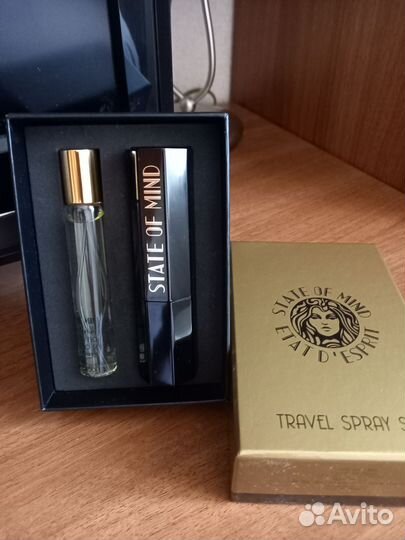 STATE OF MIND
STATE OF MIND
ETAT D'ESPRIT
TRAVEL SPRAY S
Avito